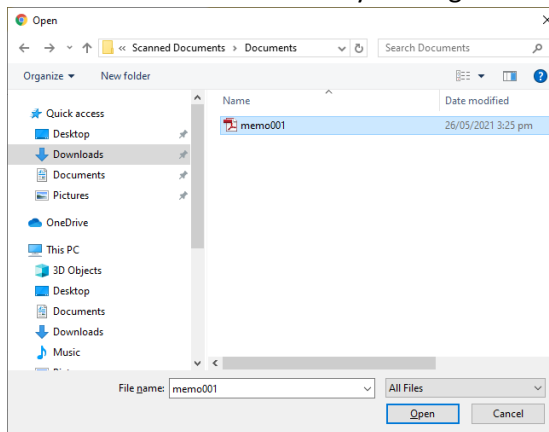 Open
« Scanned Documents › Documents
Search Documents
Organize
New folder
Name
Date modified
Quick access
memo001
26/05/2021 3:25 pm
Desktop
Downloads
Documents
Pictures
OneDrive
This PC
3D Objects
Desktop
Documents
Downloads
Music
File name: memo001
All Files
Open
Cancel